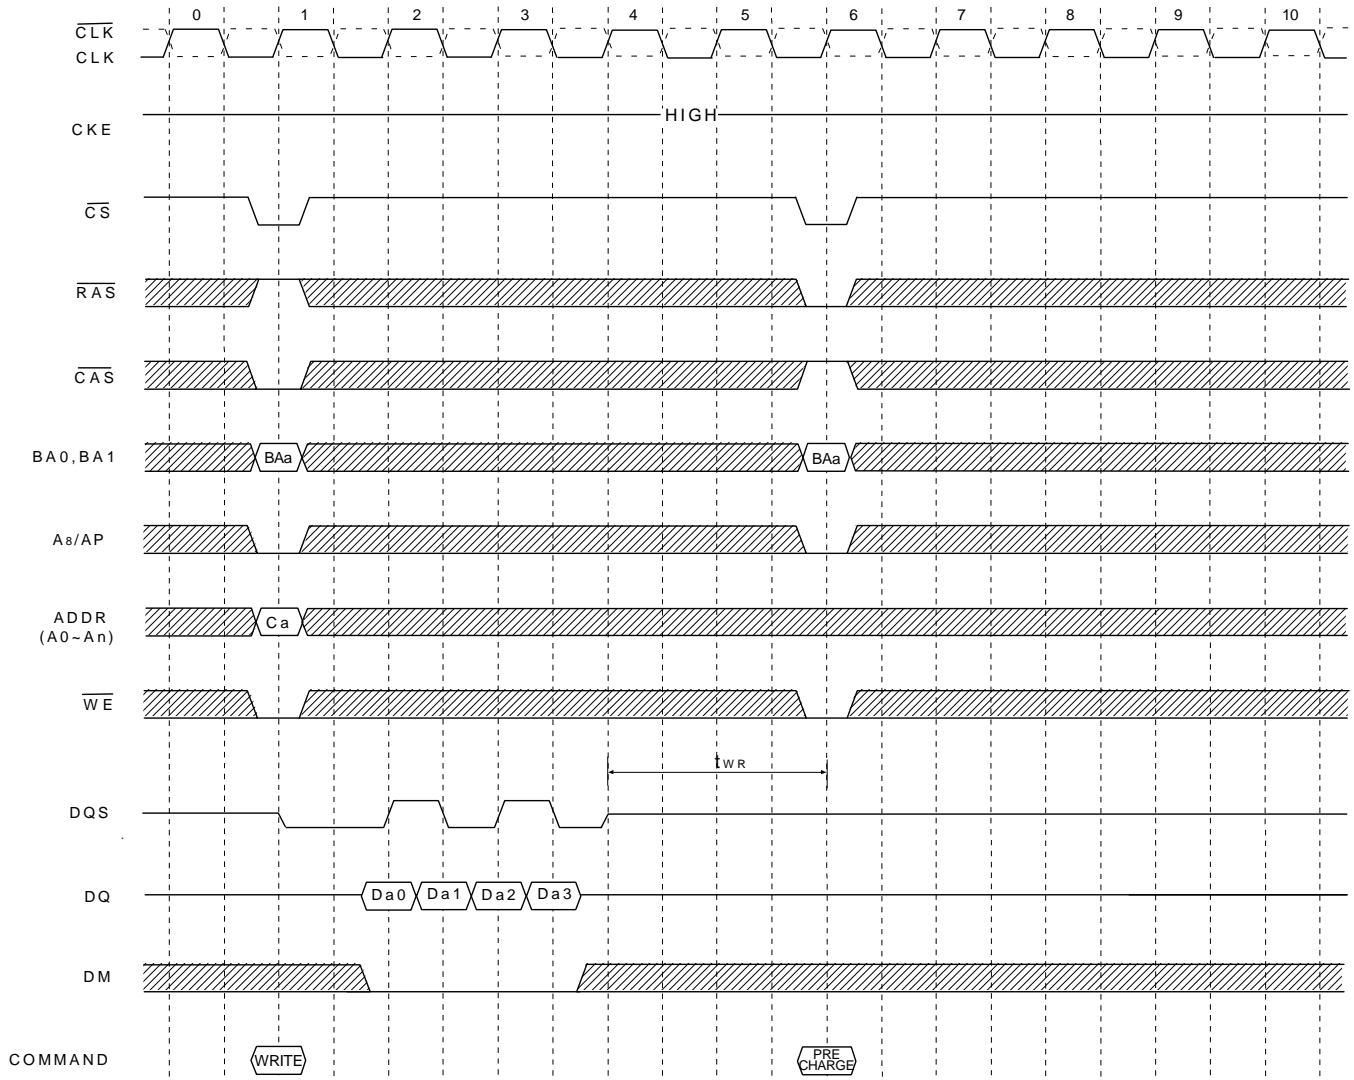 0 1 2 3 4 5 6 7 8 9 10
CLK
CLK
CKE
HIGH
CS
RAS
CAS
BA0,BA1
BAa
BAa
A8/AP
ADDR
(A0~An)
Ca
WE
tWR
DQS
DQ
Da0 Da1 Da2 Da3
DM
COMMAND
WRITE
PRE
CHARGE